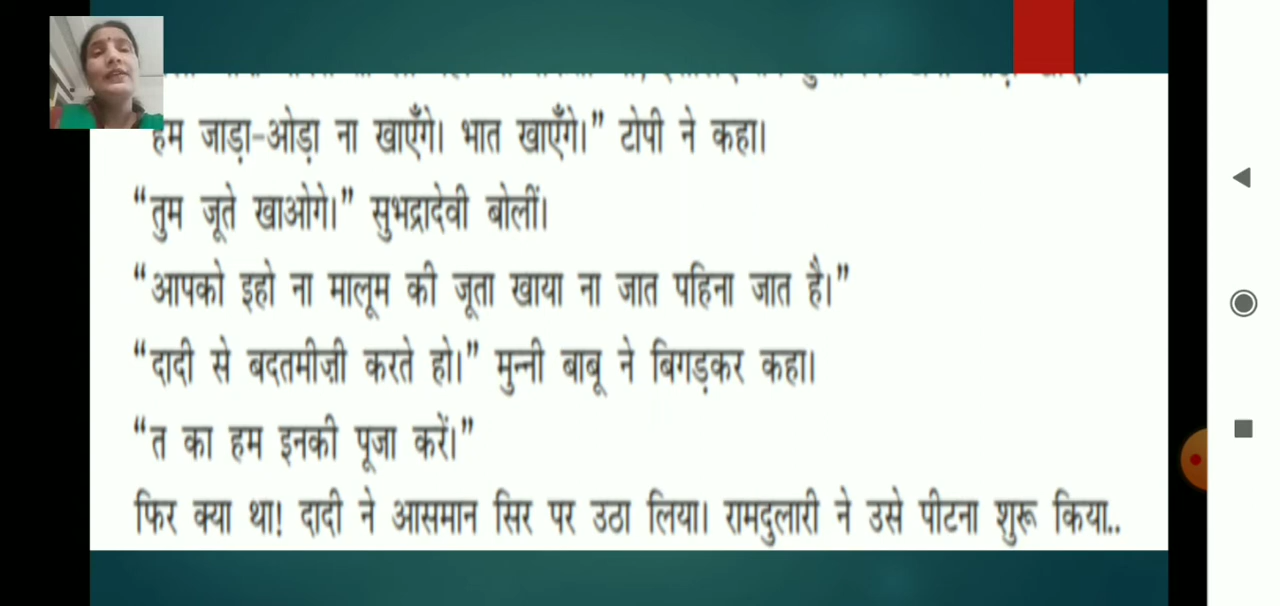 हम जाड़ा-ओड़ा ना खाएँगे। भात खाएँगे।” टोपी ने कहा।
“तुम जूते खाओगे।” सुभद्रादेवी बोलीं।
“आपको इहो ना मालूम की जूता खाया ना जात पहिना जात है।”
“दादी से बदतमीज़ी करते हो।” मुन्नी बाबू ने बिगड़कर कहा।
“त का हम इनकी पूजा करें।”
फिर क्या था! दादी ने आसमान सिर पर उठा लिया। रामदुलारी ने उसे पीटना शुरू किया..